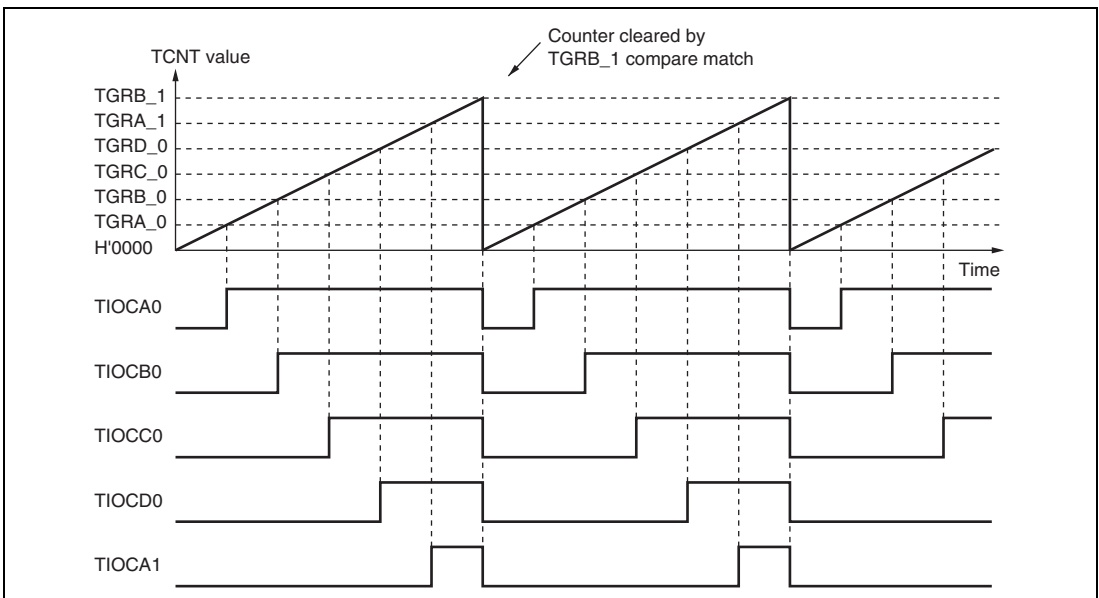 Counter cleared by
TGRB_1 compare match
TCNT value
TGRB_1
TGRA_1
TGRD_0
TGRC_0
TGRB_0
TGRA_0
H'0000
Time
TIOCA0
TIOCB0
TIOCC0
TIOCD0
TIOCA1